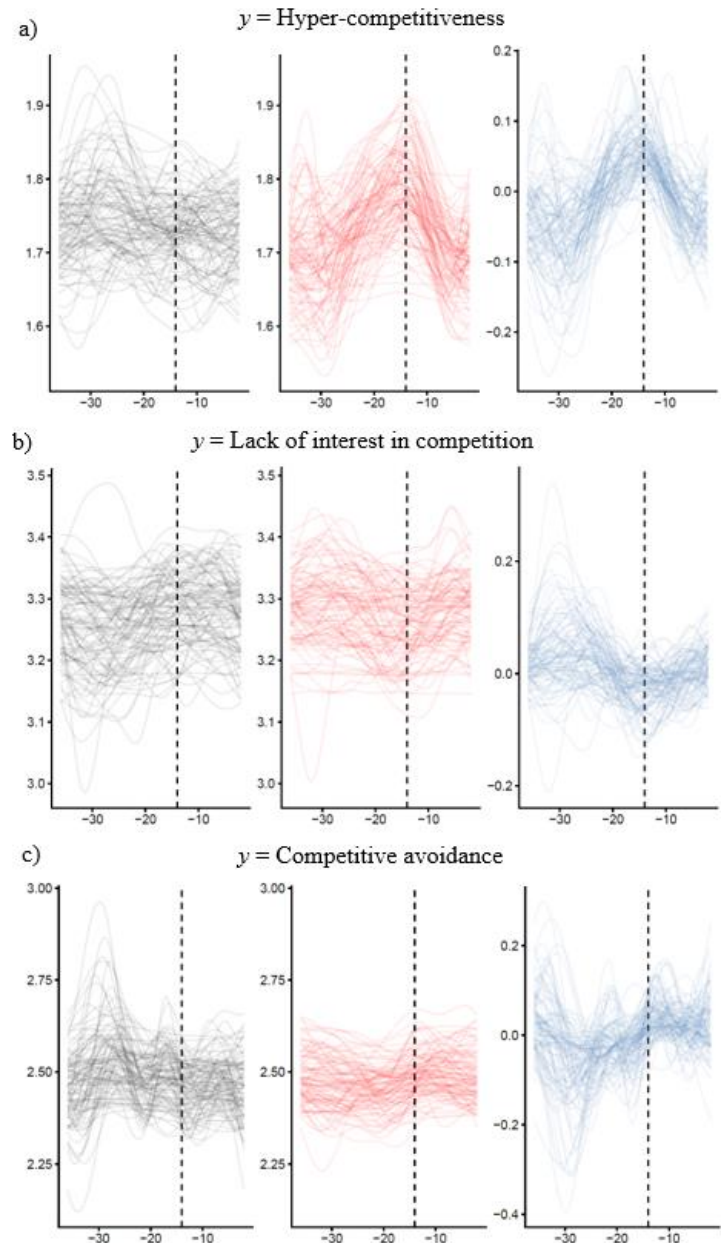 a)
y = Hyper-competitiveness
1.9
1.8
1.7
1.6
−30 −20 −10
1.9
1.8
1.7
1.6
−30 −20 −10
0.2
0.1
0.0
−0.1
−0.2
−30 −20 −10
b)
y = Lack of interest in competition
3.5
3.4
3.3
3.2
3.1
3.0
−30 −20 −10
3.5
3.4
3.3
3.2
3.1
3.0
−30 −20 −10
0.2
0.0
−0.2
−30 −20 −10
c)
y = Competitive avoidance
3.00
2.75
2.50
2.25
−30 −20 −10
3.00
2.75
2.50
2.25
−30 −20 −10
0.2
0.0
−0.2
−0.4
−30 −20 −10